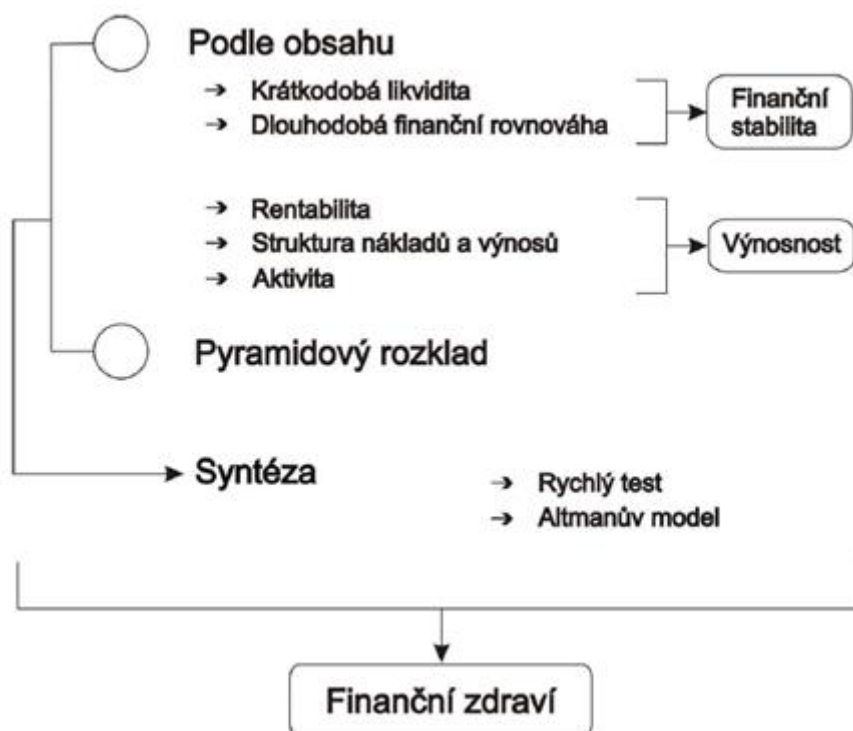 Podle obsahu
→ Krátkodobá likvidita
→ Dlouhodobá finanční rovnováha
Finanční
stabilita
→ Rentabilita
→ Struktura nákladů a výnosů
→ Aktivita
Výnosnost
Pyramidový rozklad
Syntéza
→ Rychlý test
→ Altmanův model
Finanční zdraví